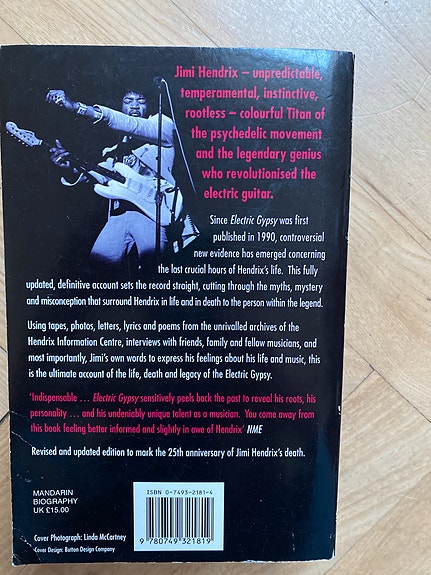 Jimi Hendrix – unpredictable,
temperamental, instinctive,
rootless – colourful Titan of
the psychedelic movement
and the legendary genius
who revolutionised the
electric guitar.
Since Electric Gypsy was first
published in 1990, controversial
new evidence has emerged concerning
the last crucial hours of Hendrix's life. This fully
updated, definitive account sets the record straight, cutting through the myths, mystery
and misconception that surround Hendrix in life and in death to the person within the legend.
Using tapes, photos, letters, lyrics and poems from the unrivalled archives of the
Hendrix Information Centre, interviews with friends, family and fellow musicians, and
most importantly, Jimi's own words to express his feelings about his life and music, this
is the ultimate account of the life, death and legacy of the Electric Gypsy.
'Indispensable ... Electric Gypsy sensitively peels back the past to reveal his roots, his
personality ... and his undeniably unique talent as a musician. You come away from
this book feeling better informed and slightly in awe of Hendrix' NME
Revised and updated edition to mark the 25th anniversary of Jimi Hendrix's death.
MANDARIN
BIOGRAPHY
UK £15.00
ISBN 0-7493-2181-4
9 780749 321819
Cover Photograph: Linda McCartney
Cover Design: Button Design Company